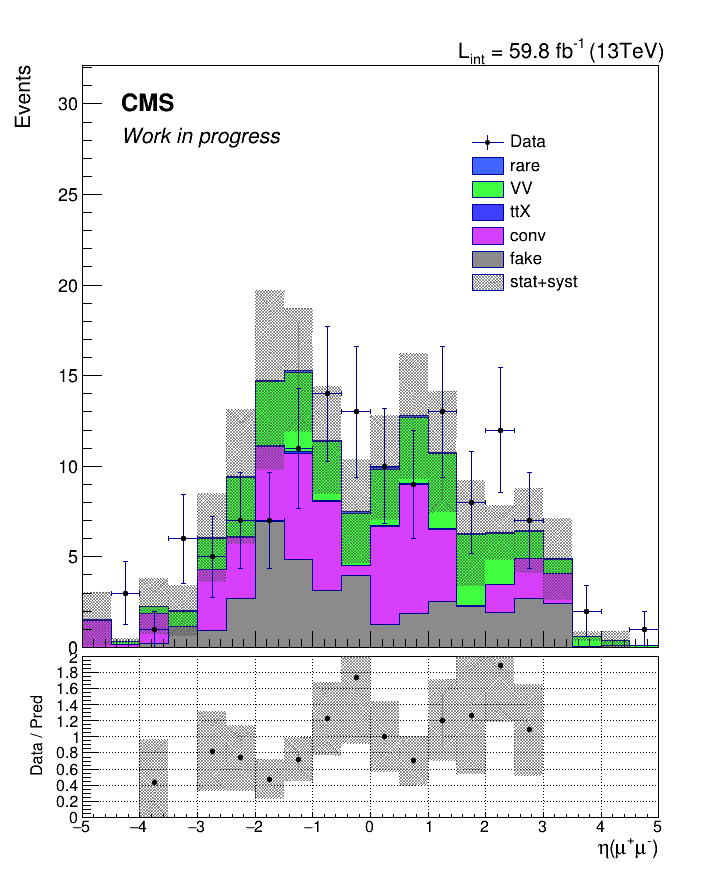 L_int = 59.8 fb^-1 (13TeV)
Events
CMS
Work in progress
Data
rare
VV
ttX
conv
fake
stat+syst
30
25
20
15
10
5
0
Data / Pred
2
1.8
1.6
1.4
1.2
1
0.8
0.6
0.4
0.2
0
−5 −4 −3 −2 −1 0 1 2 3 4 5
η(μ⁺μ⁻)